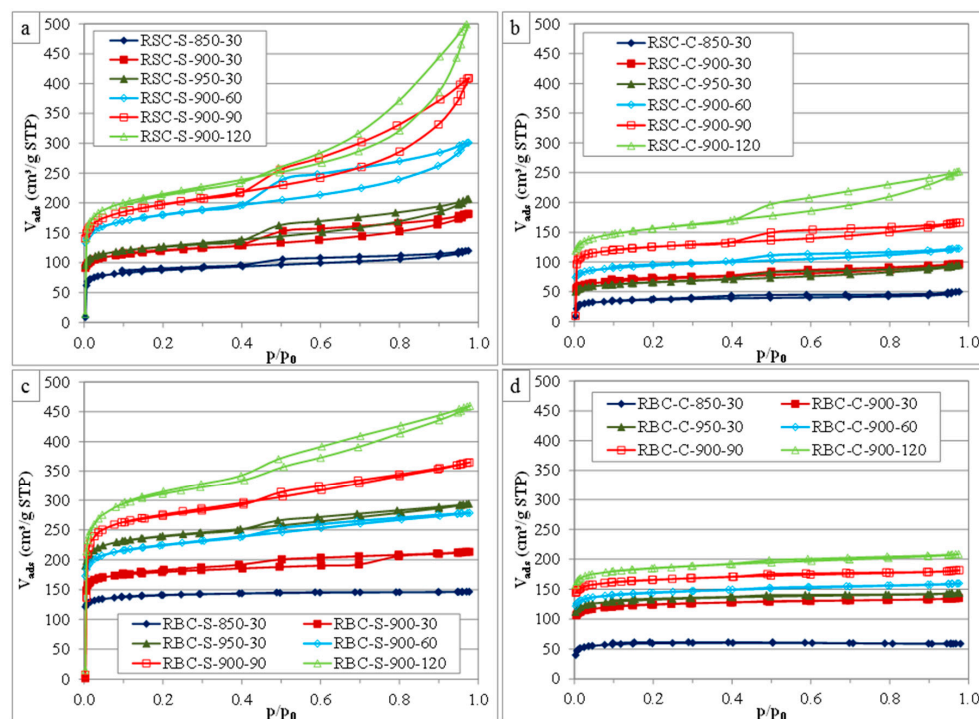 a
500
450
400
350
300
250
200
150
100
50
0
V_ads (cm³/g STP)
RSC-S-850-30
RSC-S-900-30
RSC-S-950-30
RSC-S-900-60
RSC-S-900-90
RSC-S-900-120
0.0 0.2 0.4 0.6 0.8 1.0
p/p₀
b
500
450
400
350
300
250
200
150
100
50
0
V_ads (cm³/g STP)
RSC-C-850-30
RSC-C-900-30
RSC-C-950-30
RSC-C-900-60
RSC-C-900-90
RSC-C-900-120
0.0 0.2 0.4 0.6 0.8 1.0
p/p₀
c
500
450
400
350
300
250
200
150
100
50
0
V_ads (cm³/g STP)
RBC-S-850-30 RBC-S-900-30
RBC-S-950-30 RBC-S-900-60
RBC-S-900-90 RBC-S-900-120
0.0 0.2 0.4 0.6 0.8 1.0
p/p₀
d
500
450
400
350
300
250
200
150
100
50
0
V_ads (cm³/g STP)
RBC-C-850-30 RBC-C-900-30
RBC-C-950-30 RBC-C-900-60
RBC-C-900-90 RBC-C-900-120
0.0 0.2 0.4 0.6 0.8 1.0
p/p₀